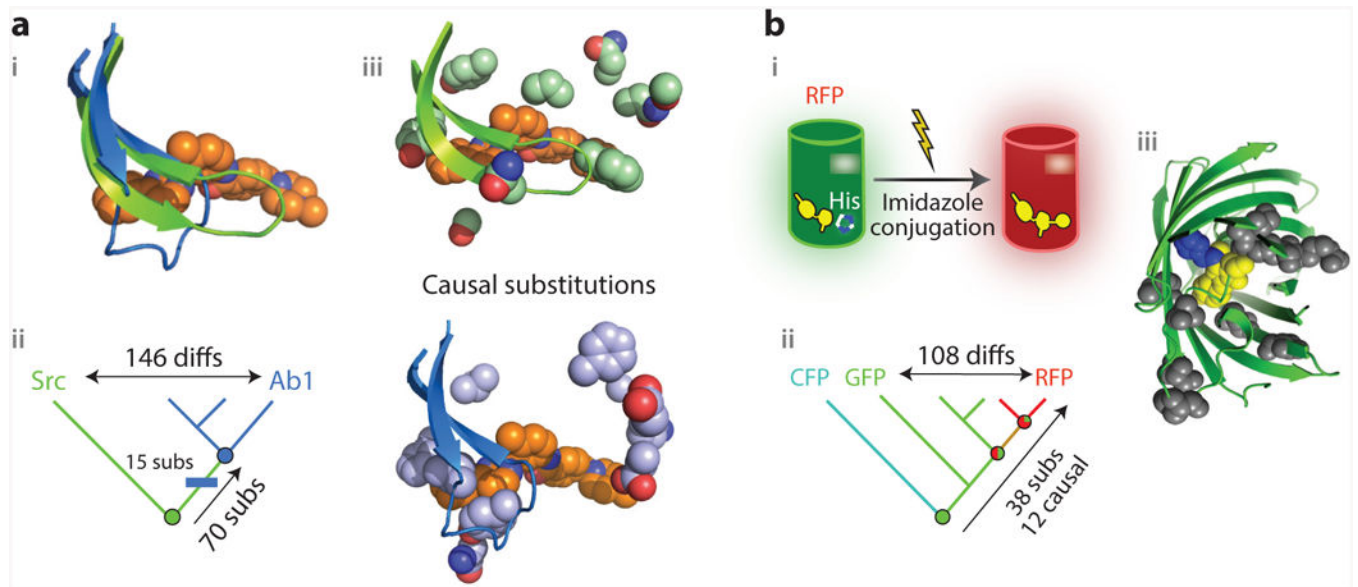 a
i
iii
Causal substitutions
ii
146 diffs
Src
Ab1
15 subs
70 subs
b
i
RFP
His
Imidazole
conjugation
iii
ii
108 diffs
CFP
GFP
RFP
38 subs
12 causal